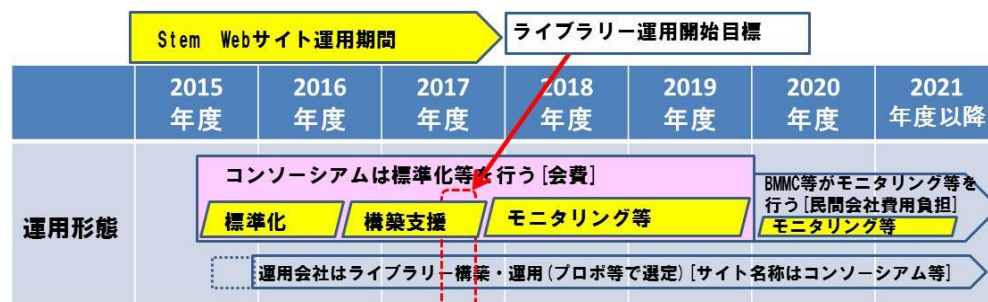 Stem Webサイト運用期間
ライブラリー運用開始目標
2015
年度
2016
年度
2017
年度
2018
年度
2019
年度
2020
年度
2021
年度以降
運用形態
コンソーシアムは標準化等を行う[会費]
標準化
構築支援
モニタリング等
BMMC等がモニタリング等を
行う[民間会社費用負担]
モニタリング等
運用会社はライブラリー構築・運用(プロポ等で選定)[サイト名称はコンソーシアム等]